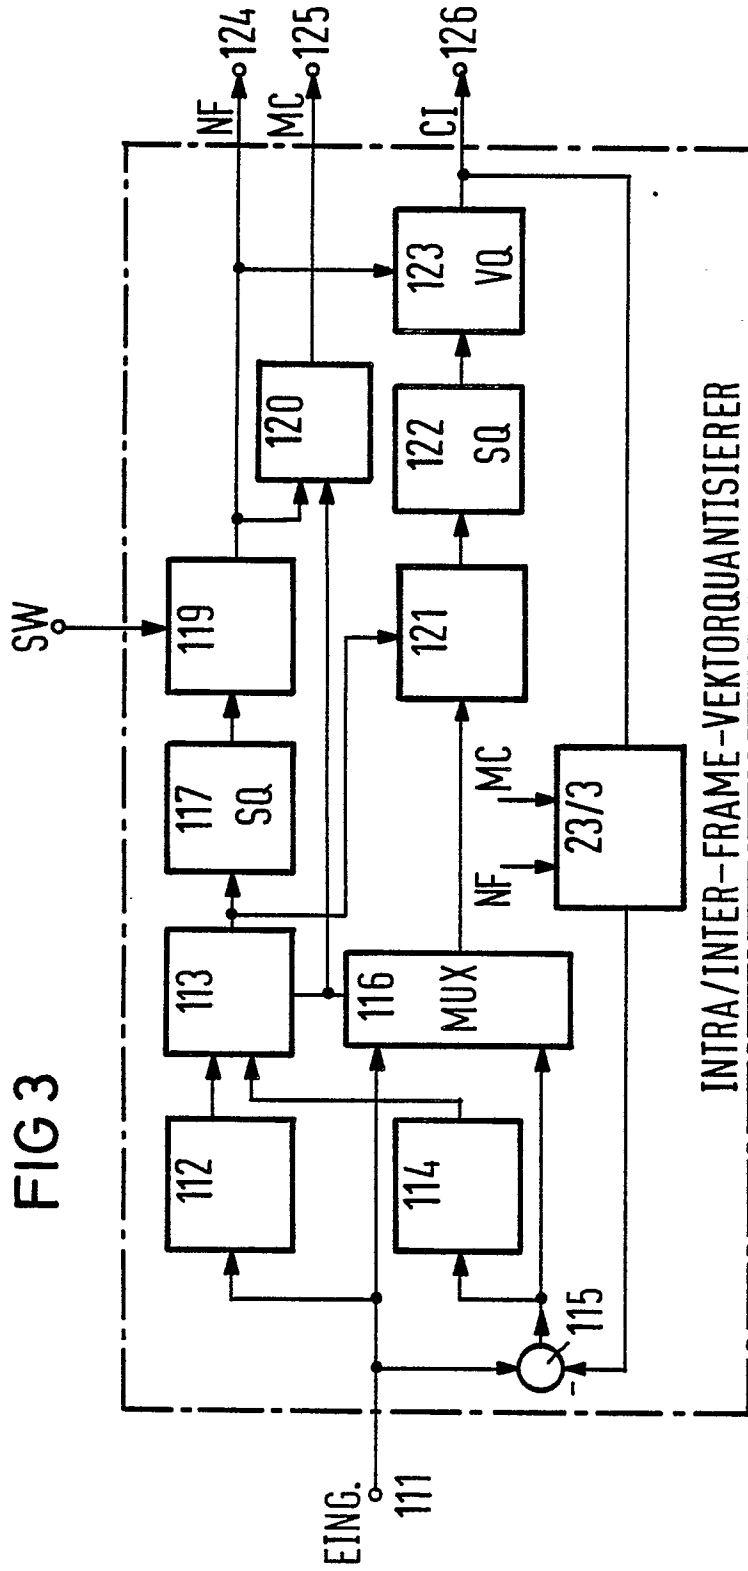 FIG 3
SW
112
113
117
SQ
119
NF
124
120
MC
125
EING.
111
114
116
MUX
121
122
SQ
123
VQ
CI
126
115
-
NF
MC
23/3
INTRA/INTER-FRAME-VEKTORQUANTISIERER